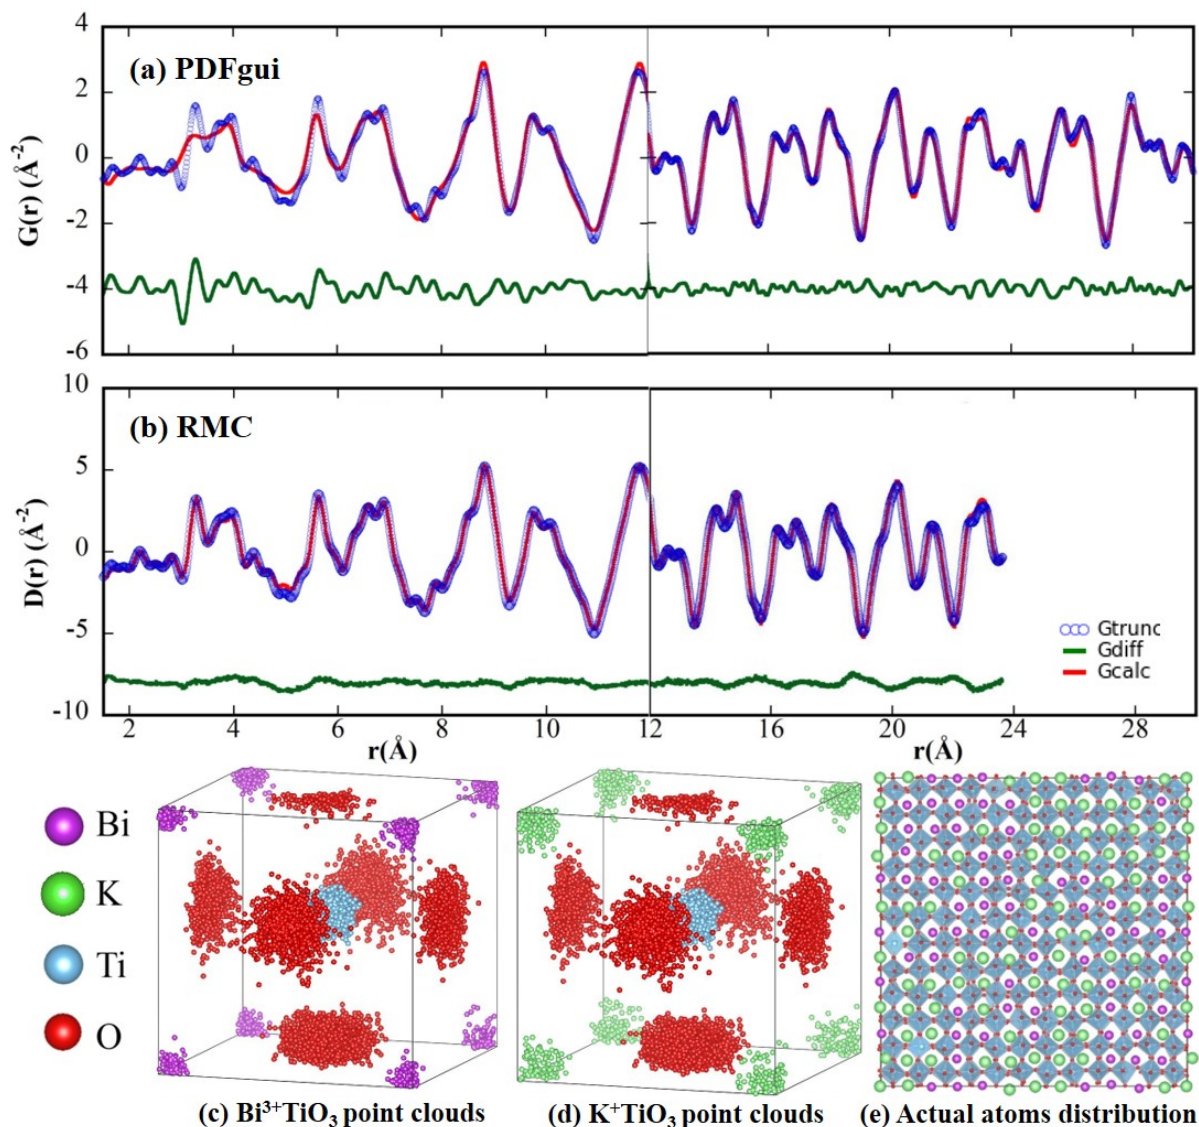 (a) PDFgui
G(r) (Å⁻²)
4
2
0
-2
-4
-6
(b) RMC
D(r) (Å⁻²)
10
5
0
-5
-10
Gtrunc
Gdiff
Gcalc
2 4 6 8 10 12 16 20 24 28
r(Å) r(Å)
Bi
K
Ti
O
(c) Bi³⁺TiO₃ point clouds (d) K⁺TiO₃ point clouds (e) Actual atoms distribution